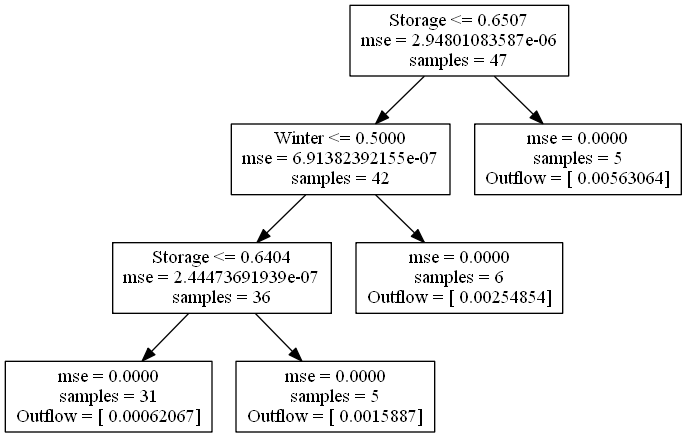 Storage <= 0.6507
mse = 2.94801083587e-06
samples = 47
Winter <= 0.5000
mse = 6.91382392155e-07
samples = 42
mse = 0.0000
samples = 5
Outflow = [ 0.00563064]
Storage <= 0.6404
mse = 2.44473691939e-07
samples = 36
mse = 0.0000
samples = 6
Outflow = [ 0.00254854]
mse = 0.0000
samples = 31
Outflow = [ 0.00062067]
mse = 0.0000
samples = 5
Outflow = [ 0.0015887]